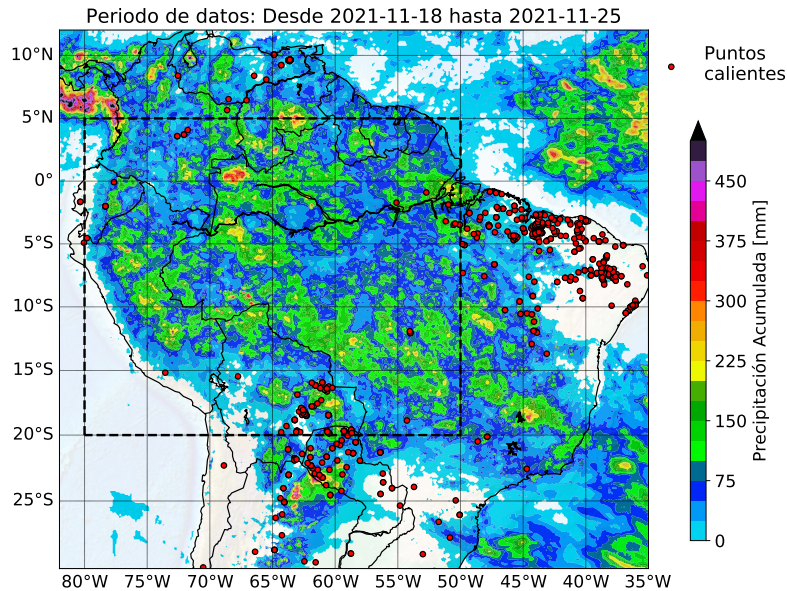 Periodo de datos: Desde 2021-11-18 hasta 2021-11-25
10°N
5°N
0°
5°S
10°S
15°S
20°S
25°S
80°W 75°W 70°W 65°W 60°W 55°W 50°W 45°W 40°W 35°W
Puntos
calientes
450
375
300
225
150
75
0
Precipitación Acumulada [mm]